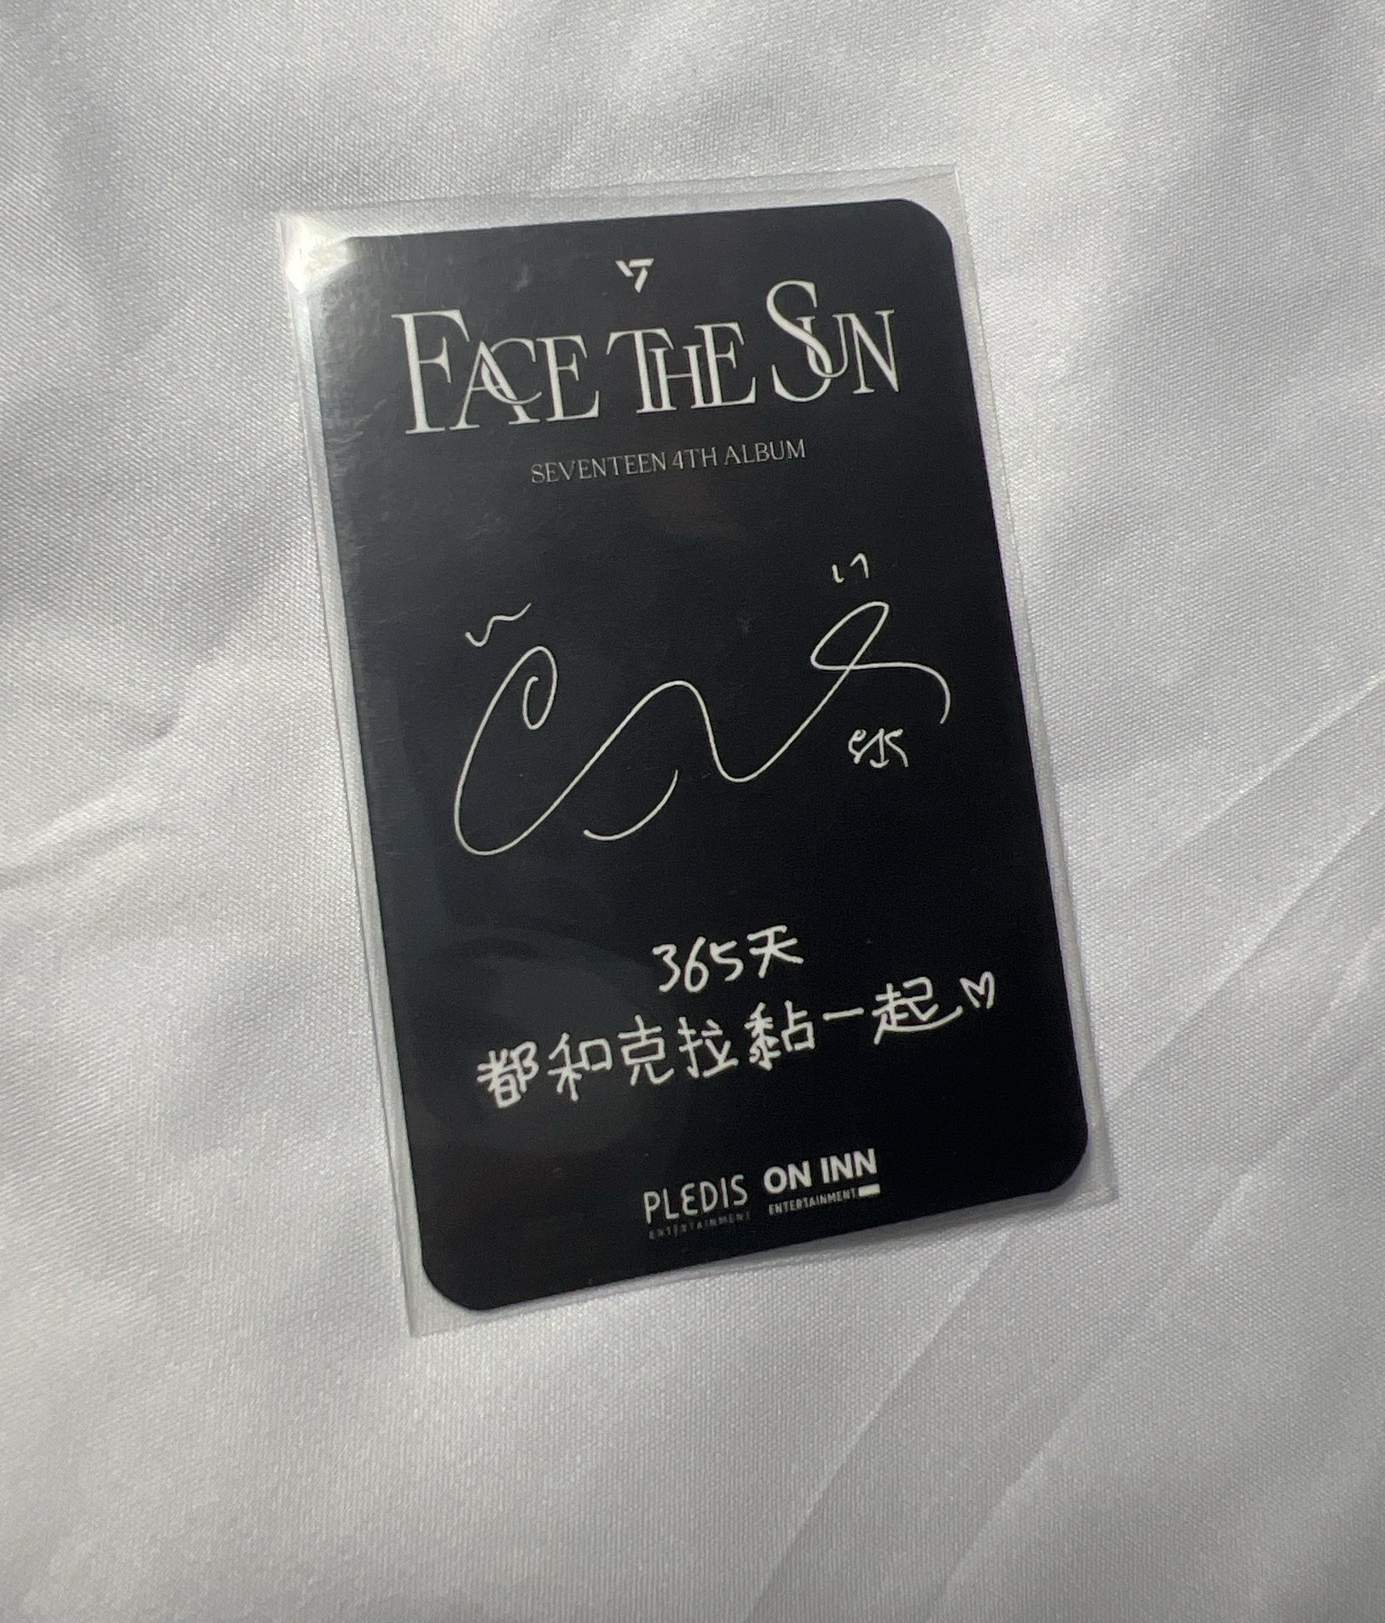 FACE THE SUN
SEVENTEEN 4TH ALBUM
17
365天
都和克拉黏一起♡
PLEDIS ON INN
ENTERTAINMENT ENTERTAINMENT